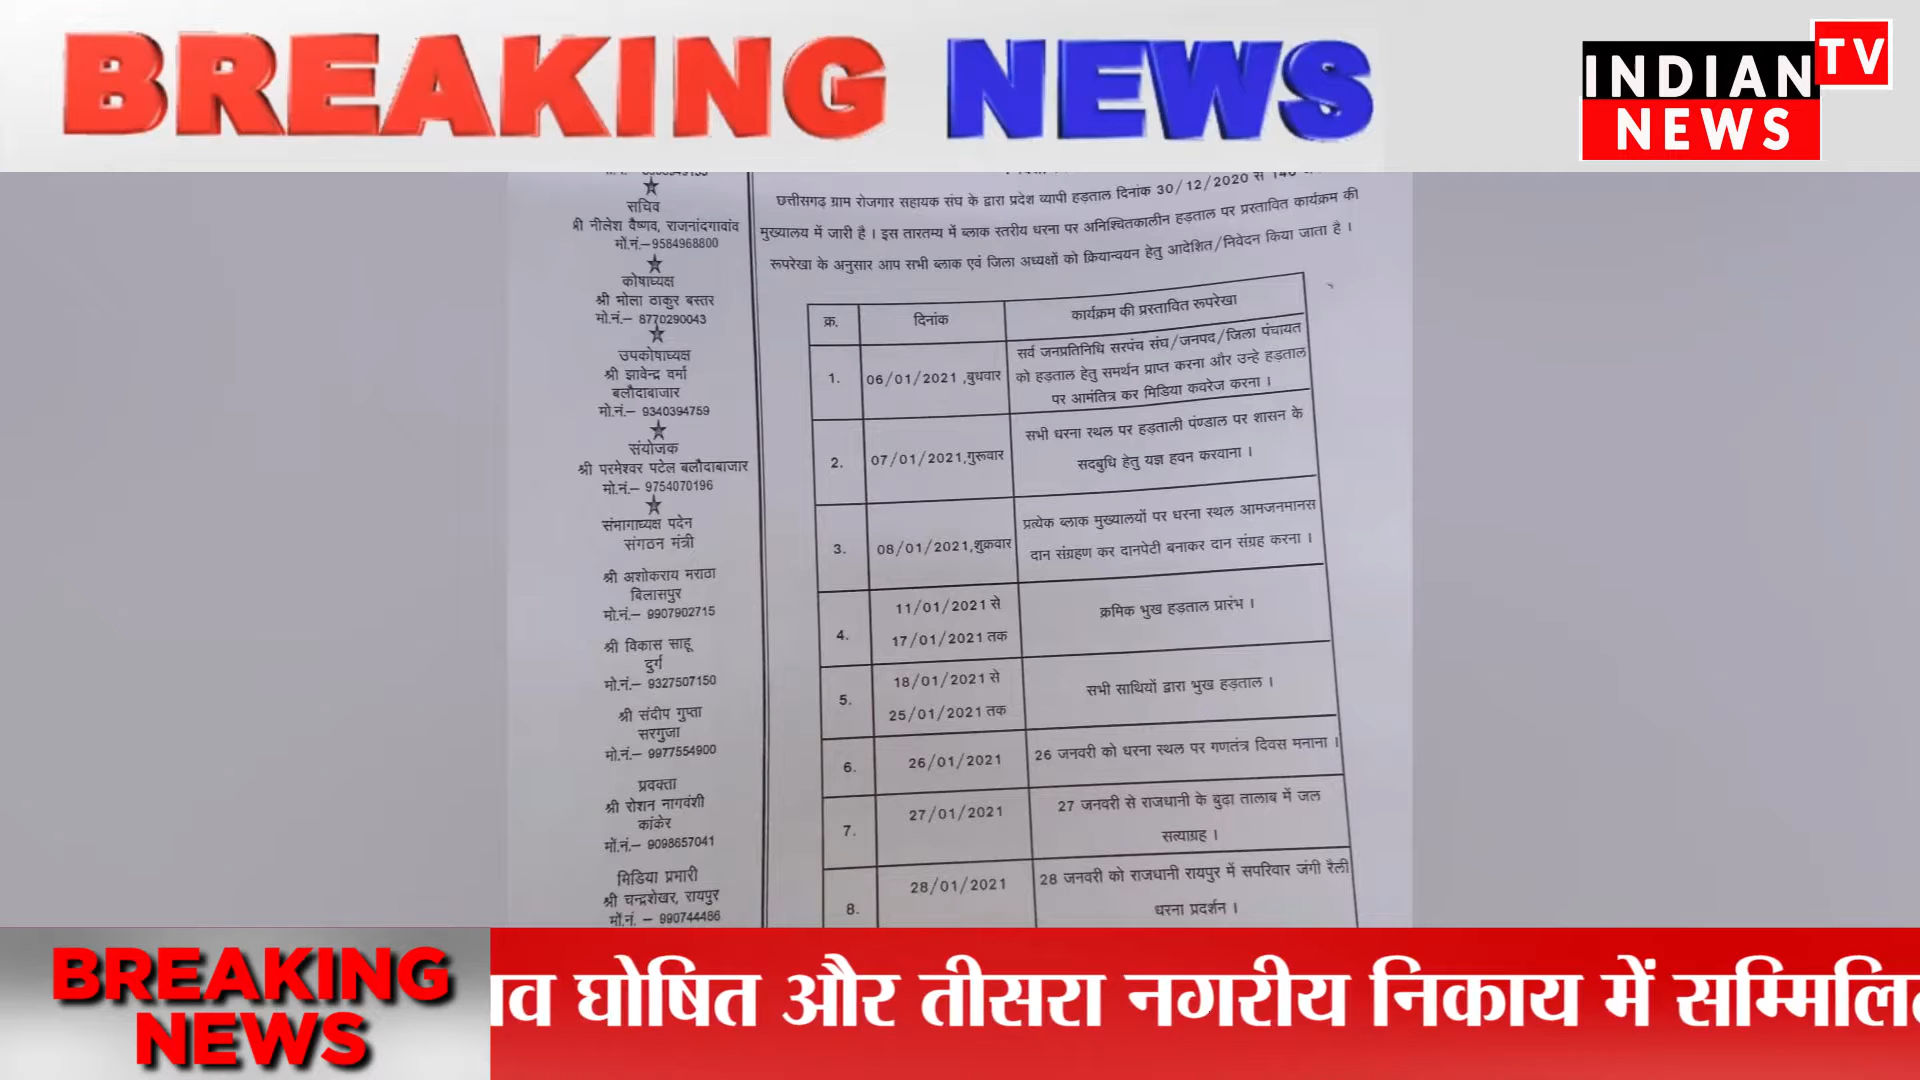 BREAKING NEWS
INDIAN TV
NEWS
सचिव
श्री नीलेश वैष्णव, राजनांदगावांव
मों.नं.–9584968800
कोषाध्यक्ष
श्री भोला ठाकुर बस्तर
मो.नं.– 6770290043
उपकोषाध्यक्ष
श्री झावेन्द्र वर्मा
बलौदाबाजार
मो.नं.– 9340394759
संयोजक
श्री परमेश्वर पटेल बलौदाबाजार
मो.नं.– 9754070196
संभागाध्यक्ष पदेन
संगठन मंत्री
श्री अशोकराय मराठा
बिलासपुर
मो.नं.– 9907902715
श्री विकास साहू
दुर्ग
मो.नं.– 9327507150
श्री संदीप गुप्ता
सरगुजा
मो.नं.– 9977554900
प्रवक्ता
श्री रोशन नागवंशी
कांकेर
मों.नं.– 9098657041
मिडिया प्रभारी
श्री चन्द्रशेखर, रायपुर
मों.नं. – 990744486
छत्तीसगढ़ ग्राम रोजगार सहायक संघ के द्वारा प्रदेश व्यापी हड़ताल दिनांक 30/12/2020 से
मुख्यालय में जारी है । इस तारतम्य में ब्लाक स्तरीय धरना पर अनिश्चितकालीन हड़ताल पर प्रस्तावित कार्यक्रम की
रूपरेखा के अनुसार आप सभी ब्लाक एवं जिला अध्यक्षों को क्रियान्वयन हेतु आदेशित/निवेदन किया जाता है ।
क्र. दिनांक कार्यक्रम की प्रस्तावित रूपरेखा
1. 06/01/2021 ,बुधवार सर्व जनप्रतिनिधि सरपंच संघ/जनपद/जिला पंचायत
को हड़ताल हेतु समर्थन प्राप्त करना और उन्हे हड़ताल
पर आमंतित्र कर मिडिया कवरेज करना ।
2. 07/01/2021,गुरूवार सभी धरना स्थल पर हड़ताली पंण्डाल पर शासन के
सदबुधि हेतु यज्ञ हवन करवाना ।
3. 08/01/2021,शुक्रवार प्रत्येक ब्लाक मुख्यालयों पर धरना स्थल आमजनमानस
दान संग्रहण कर दानपेटी बनाकर दान संग्रह करना ।
4. 11/01/2021 से
17/01/2021 तक क्रमिक भुख हड़ताल प्रारंभ ।
5. 18/01/2021 से
25/01/2021 तक सभी साथियों द्वारा भुख हड़ताल ।
6. 26/01/2021 26 जनवरी को धरना स्थल पर गणतंत्र दिवस मनाना ।
7. 27/01/2021 27 जनवरी से राजधानी के बुढ़ा तालाब में जल
सत्याग्रह ।
8. 28/01/2021 28 जनवरी को राजधानी रायपुर में सपरिवार जंगी रैली
धरना प्रदर्शन ।
BREAKING
NEWS
घोषित और तीसरा नगरीय निकाय में